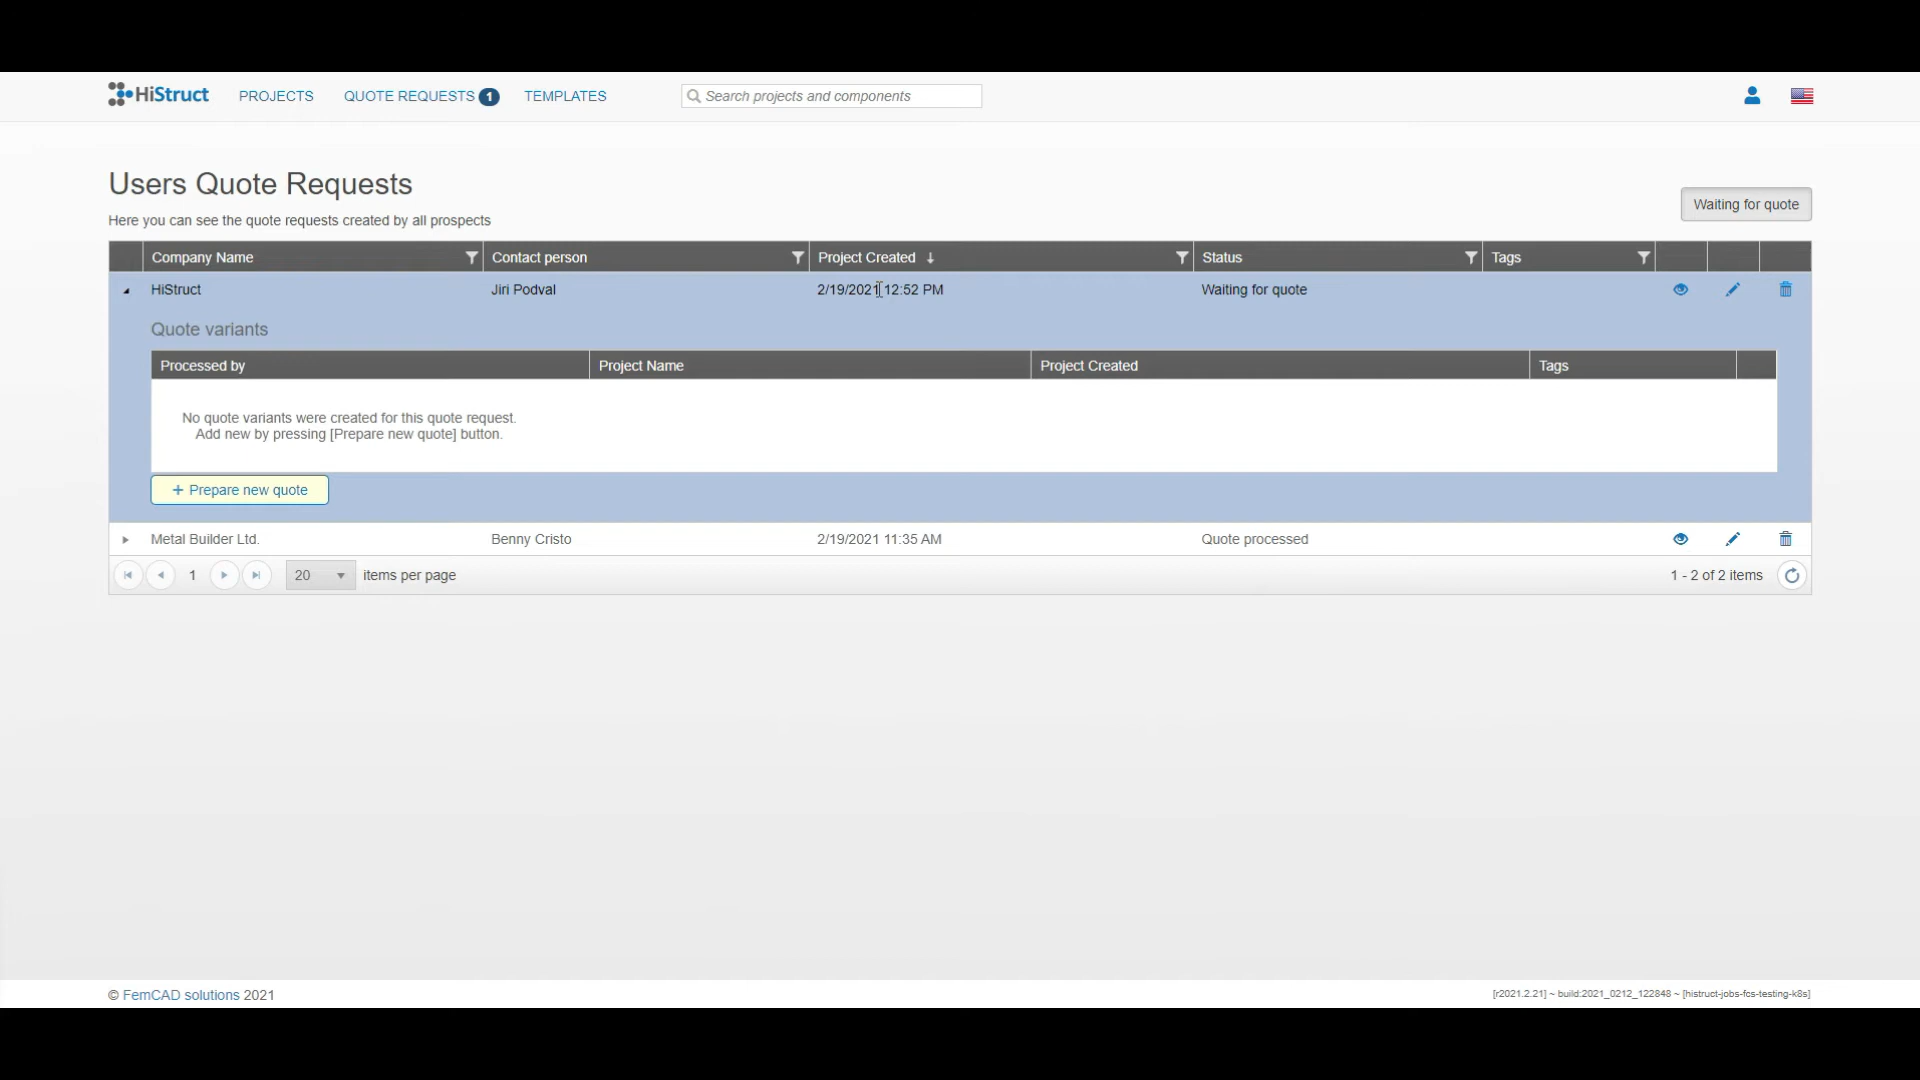 HiStruct PROJECTS QUOTE REQUESTS 1 TEMPLATES Search projects and components
Users Quote Requests
Waiting for quote
Here you can see the quote requests created by all prospects
Company Name Contact person Project Created ↓ Status Tags
HiStruct Jiri Podval 2/19/2021 12:52 PM Waiting for quote
Quote variants
Processed by Project Name Project Created Tags
No quote variants were created for this quote request.
Add new by pressing [Prepare new quote] button.
+ Prepare new quote
Metal Builder Ltd. Benny Cristo 2/19/2021 11:35 AM Quote processed
1 20 items per page 1 - 2 of 2 items
© FemCAD solutions 2021 [r2021.2.21] ~ build:2021_0212_122848 ~ [histruct-jobs-fcs-testing-k8s]